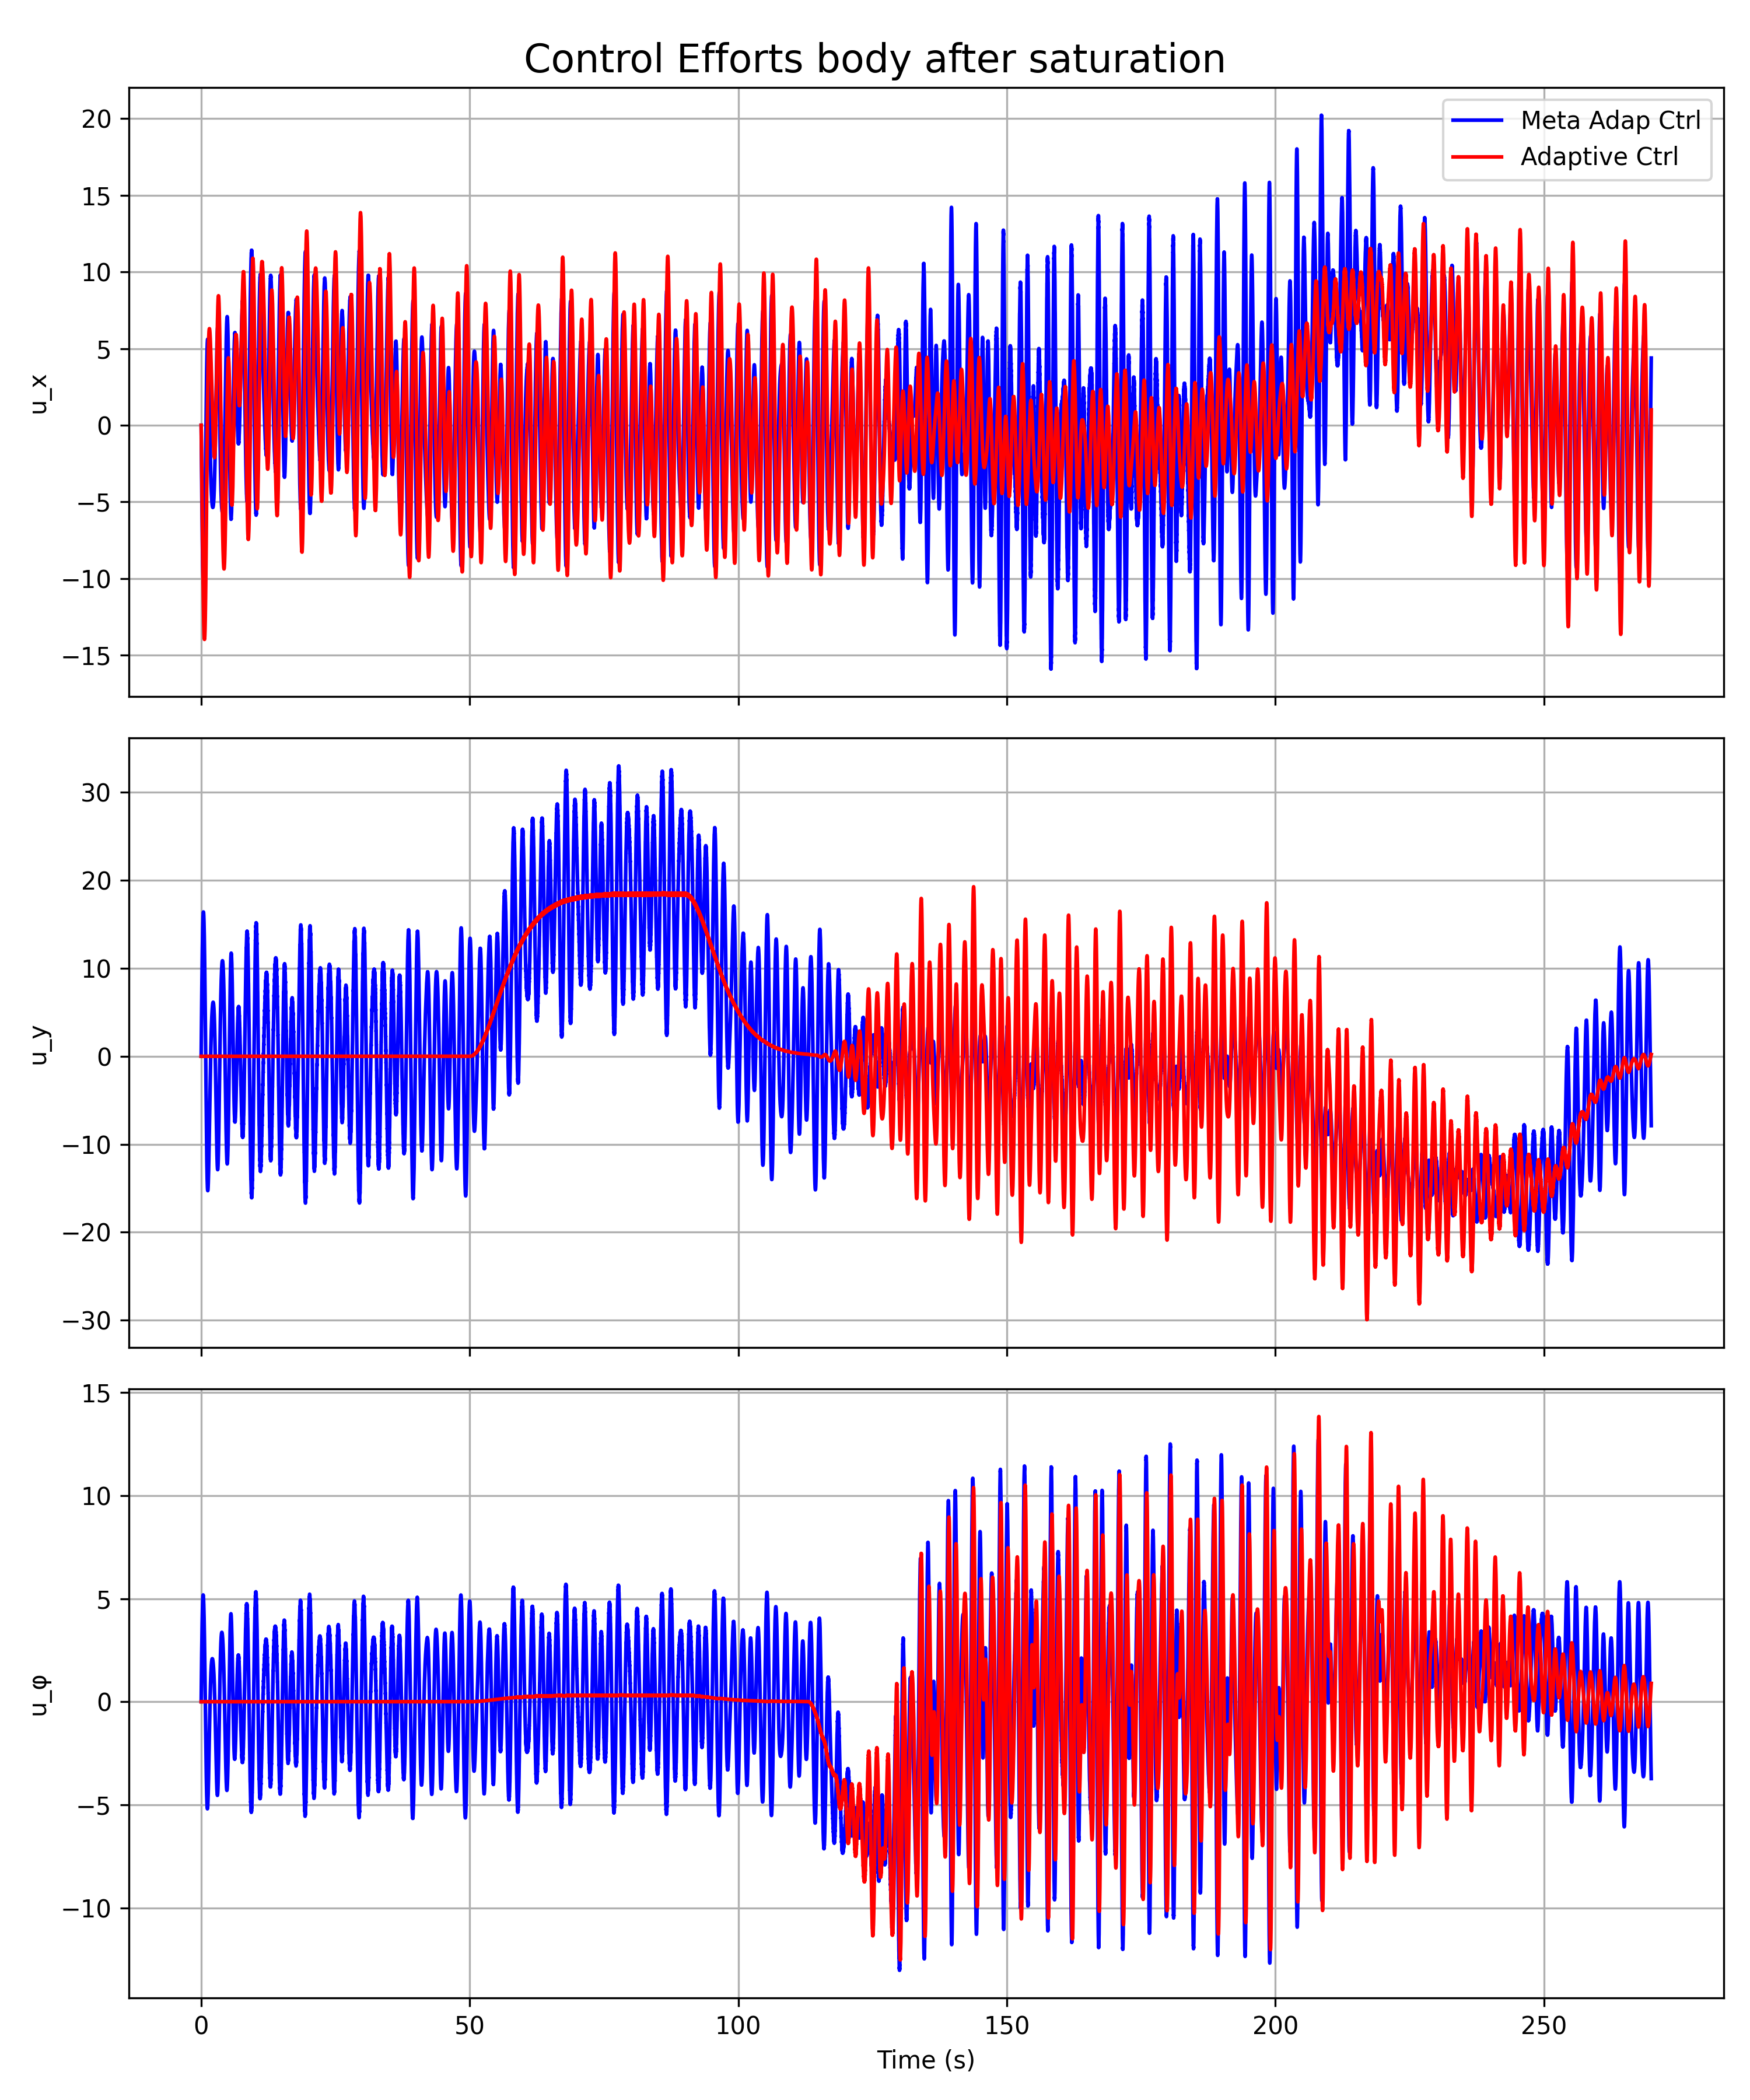 Control Efforts body after saturation
20
15
10
5
0
−5
−10
−15
u_x
Meta Adap Ctrl
Adaptive Ctrl
30
20
10
0
−10
−20
−30
u_y
15
10
5
0
−5
−10
u_φ
0 50 100 150 200 250
Time (s)